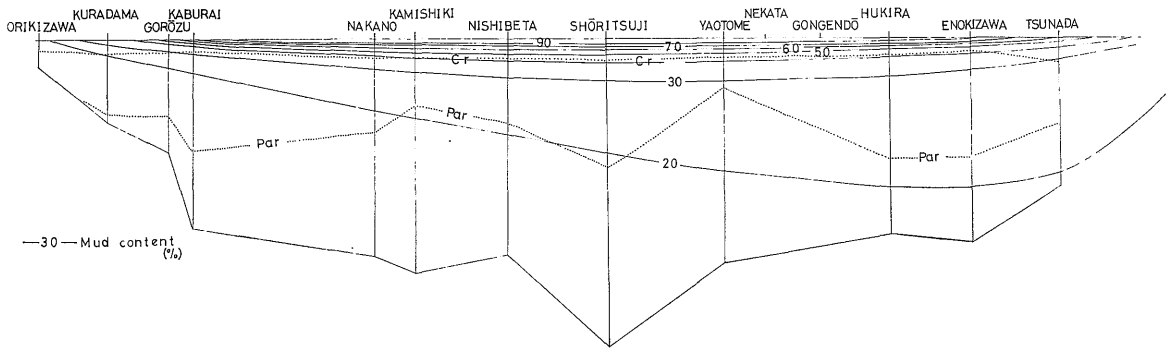 KURADAMA KABURAI KAMISHIKI NEKATA HUKIRA
ORIKIZAWA GORŌZU NAKANO NISHIBETA SHŌRITSUJI YAOTOME GONGENDŌ ENOKIZAWA TSUNADA
90 70 60 50
Cr Cr
30
Par Par Par
20
—30— Mud content
(%)